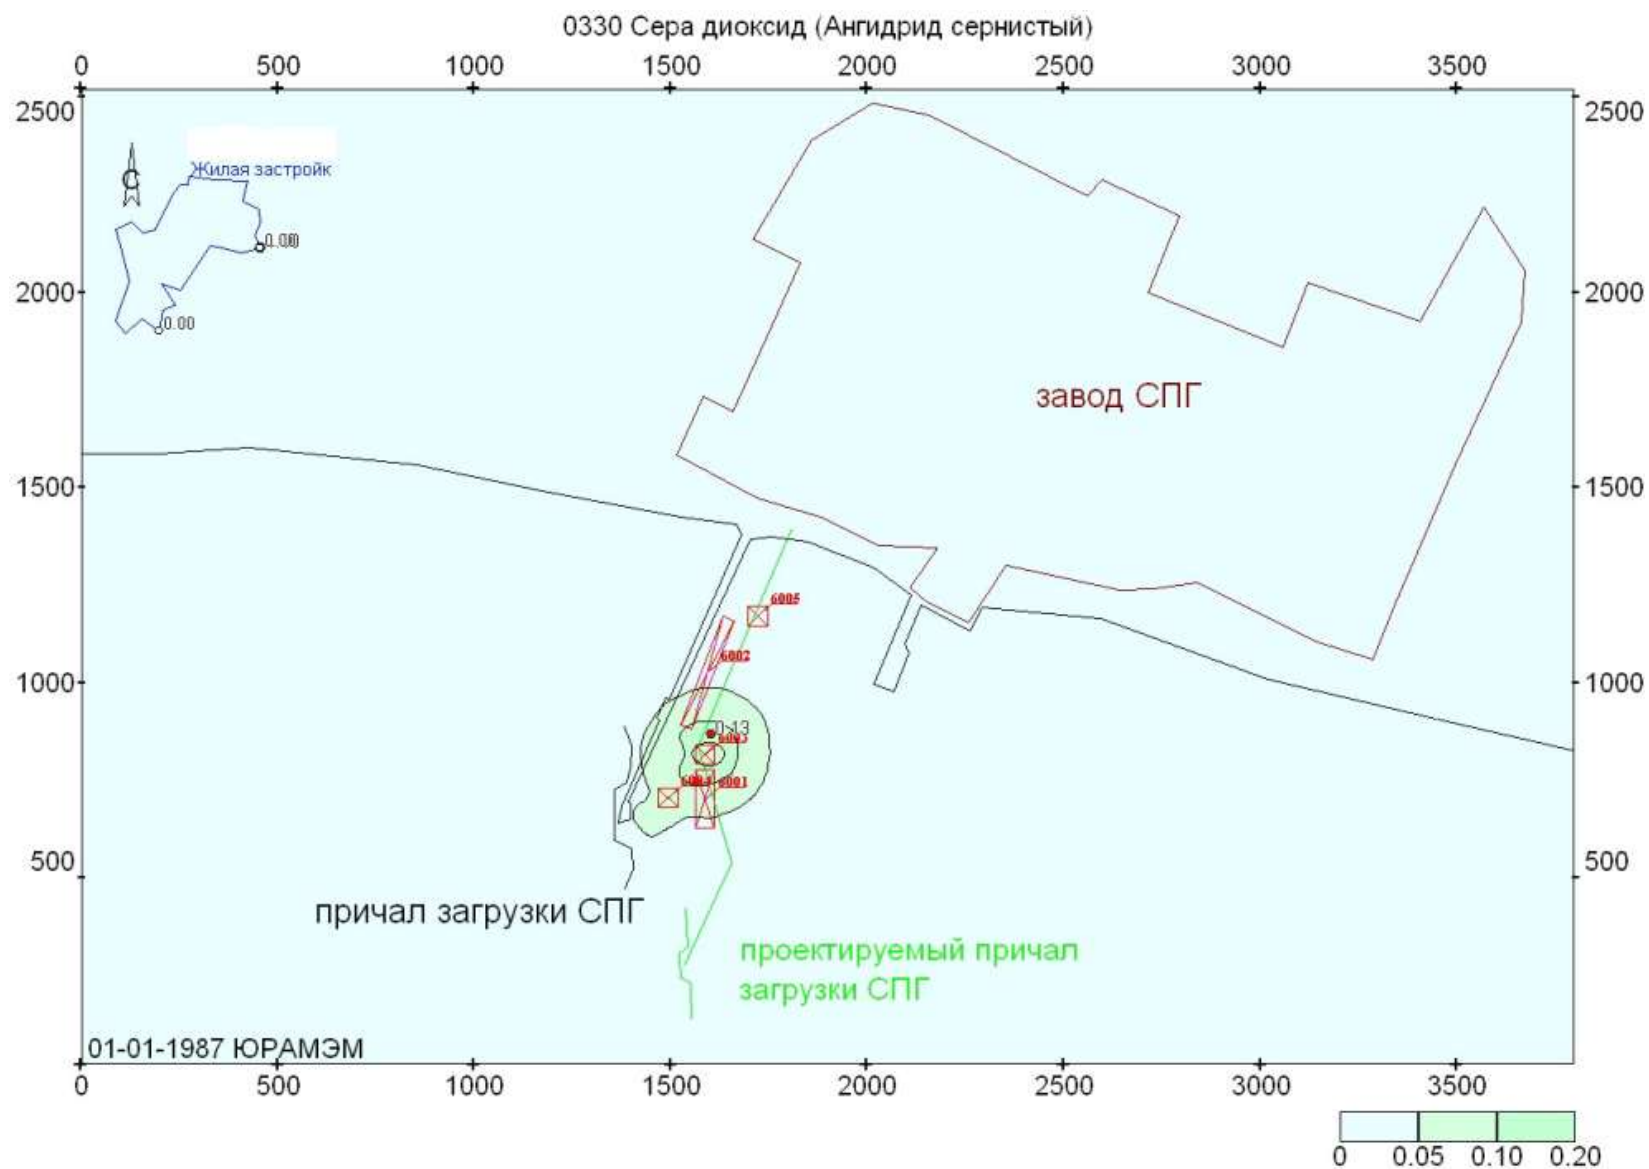 0330 Сера диоксид (Ангидрид сернистый)
0 500 1000 1500 2000 2500 3000 3500
2500 2500
С
Жилая застройк
0.00
2000 2000
0.00
завод СПГ
1500 1500
6005
6002
1000 1000
6003
6001
500 500
причал загрузки СПГ
проектируемый причал
загрузки СПГ
01-01-1987 ЮРАМЭМ
0 500 1000 1500 2000 2500 3000 3500
0 0.05 0.10 0.20